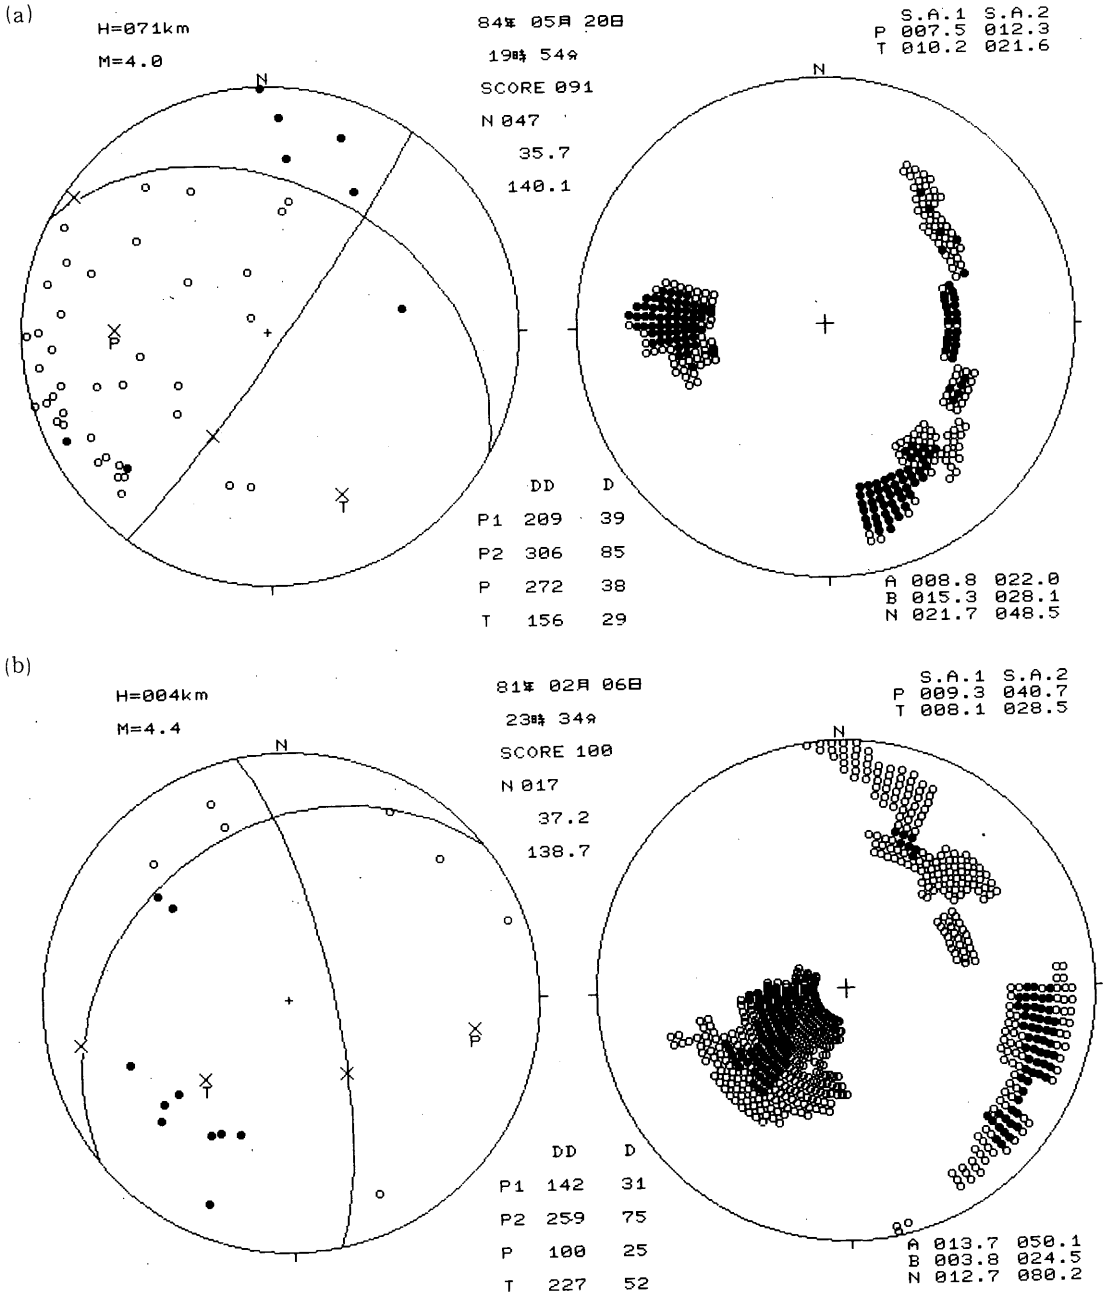 (a)
H=071km
M=4.0
84年 05月 20日
19時 54分
SCORE 091
N 047
35.7
140.1
S.A.1 S.A.2
P 007.5 012.3
T 010.2 021.6
N
P
T
N
DD D
P1 209 39
P2 306 85
P 272 38
T 156 29
A 008.8 022.0
B 015.3 028.1
N 021.7 048.5
(b)
H=004km
M=4.4
81年 02月 06日
23時 34分
SCORE 100
N 017
37.2
138.7
S.A.1 S.A.2
P 009.3 040.7
T 008.1 028.5
N
P
T
N
DD D
P1 142 31
P2 259 75
P 100 25
T 227 52
A 013.7 050.1
B 003.8 024.5
N 012.7 080.2